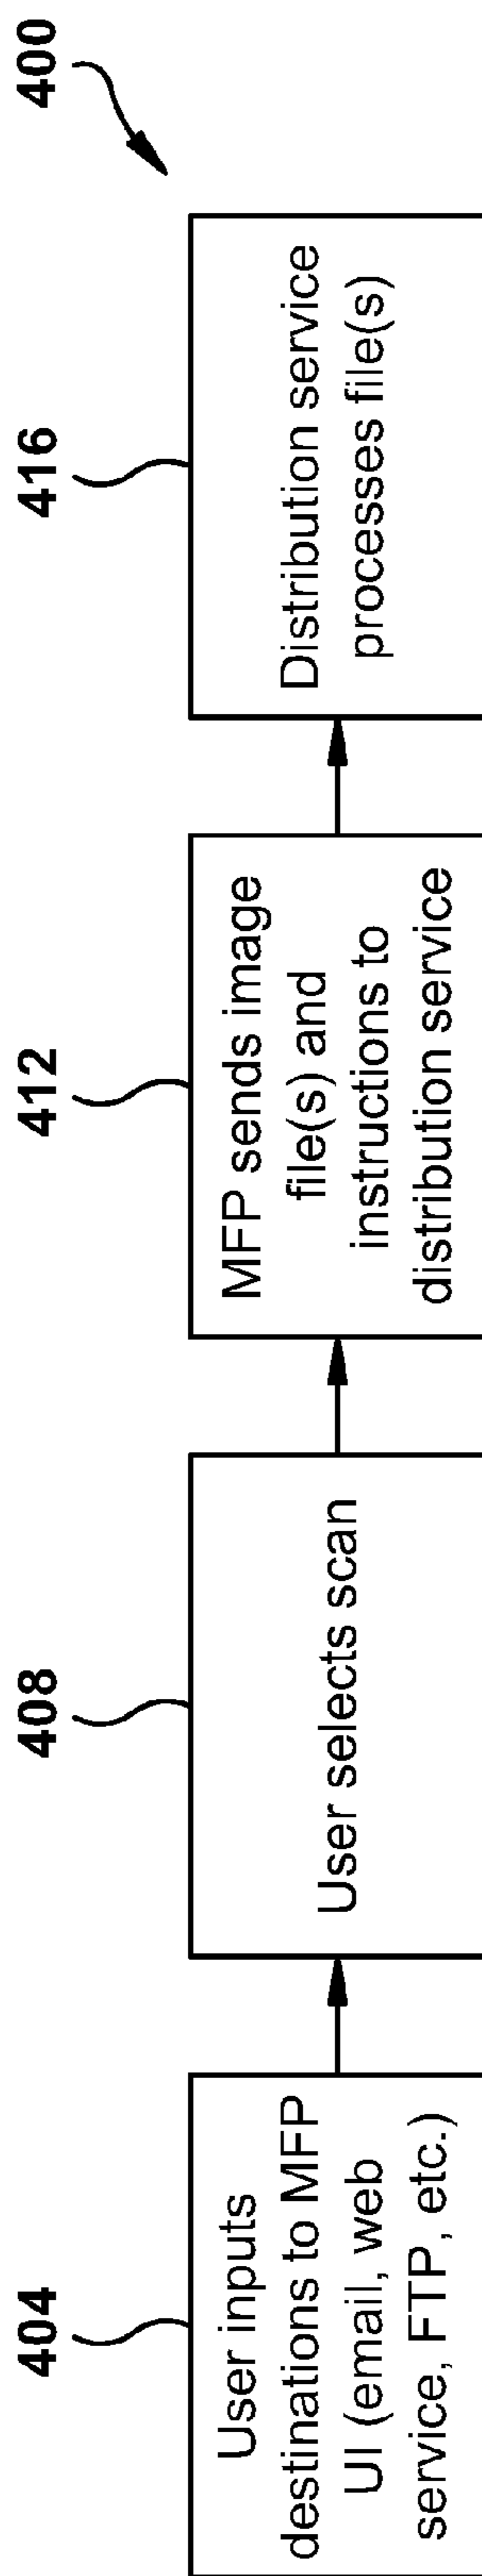 400
404
User inputs
destinations to MFP
UI (email, web
service, FTP, etc.)
408
User selects scan
412
MFP sends image
file(s) and
instructions to
distribution service
416
Distribution service
processes file(s)